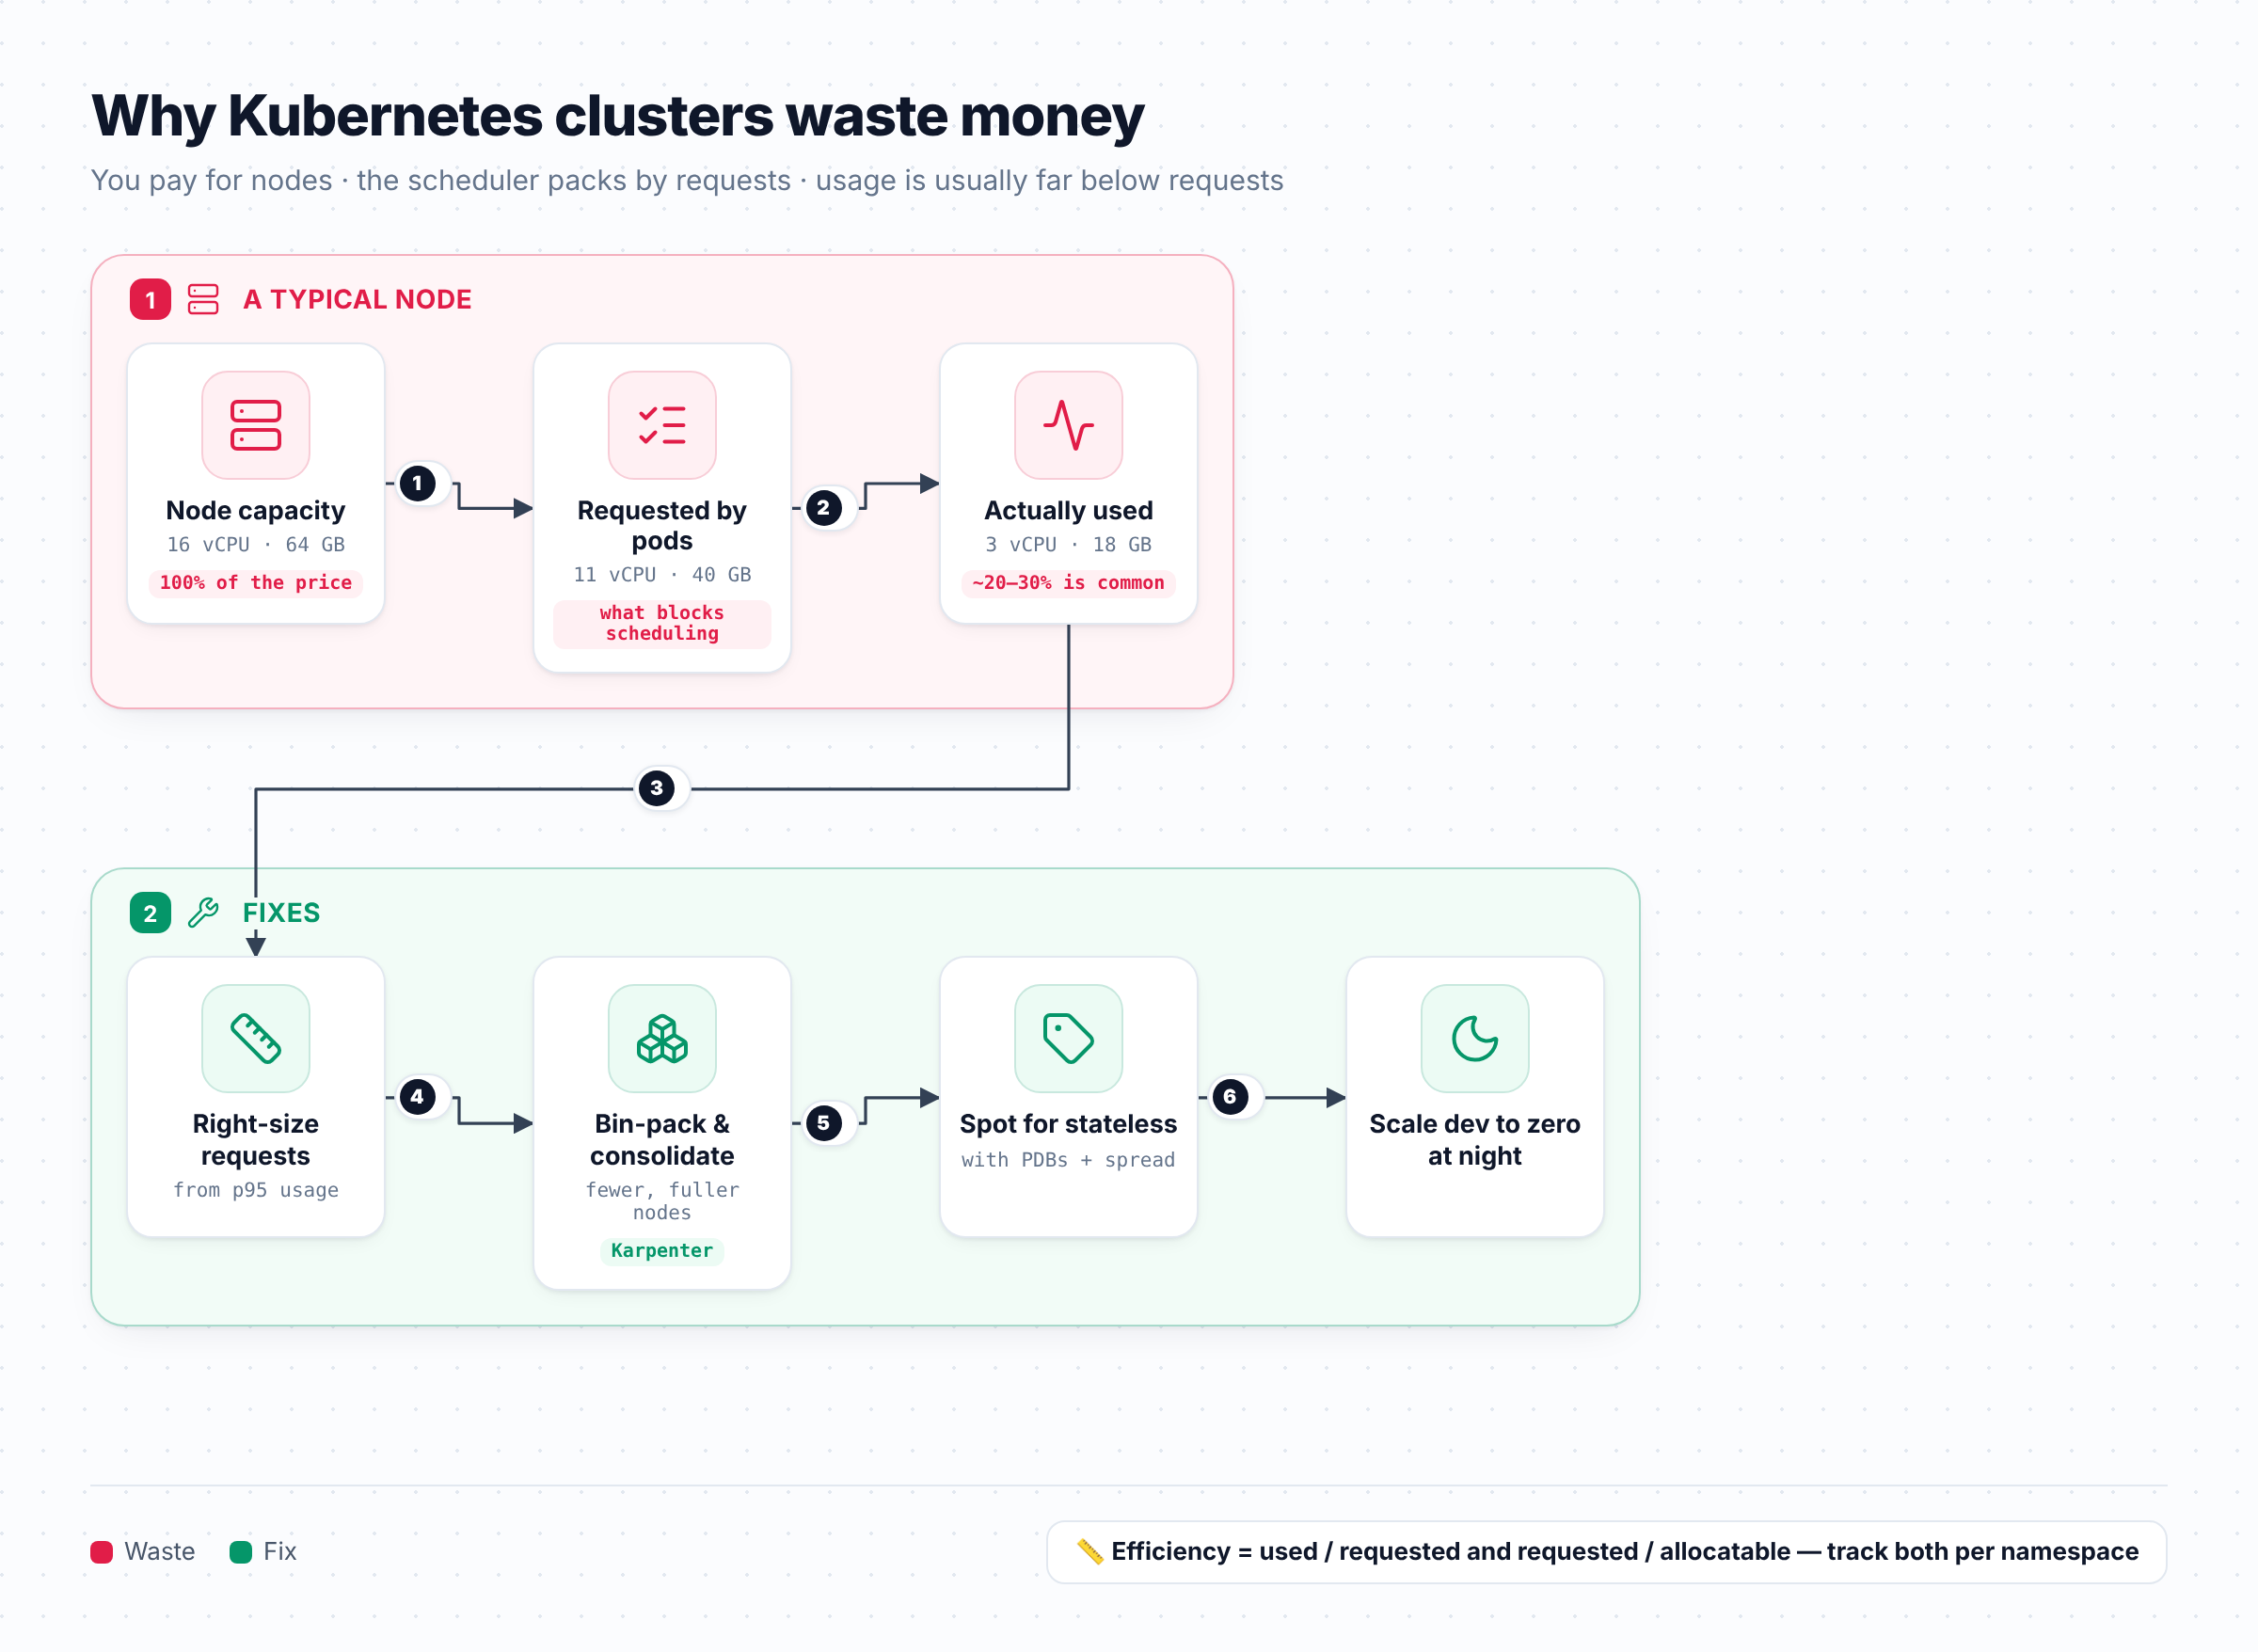 Why Kubernetes clusters waste money
You pay for nodes · the scheduler packs by requests · usage is usually far below requests
1 A TYPICAL NODE
Node capacity
16 vCPU · 64 GB
100% of the price
1
Requested by
pods
11 vCPU · 40 GB
what blocks
scheduling
2
Actually used
3 vCPU · 18 GB
~20–30% is common
3
2 FIXES
Right-size
requests
from p95 usage
4
Bin-pack &
consolidate
fewer, fuller
nodes
Karpenter
5
Spot for stateless
with PDBs + spread
6
Scale dev to zero
at night
Waste
Fix
📏 Efficiency = used / requested and requested / allocatable — track both per namespace